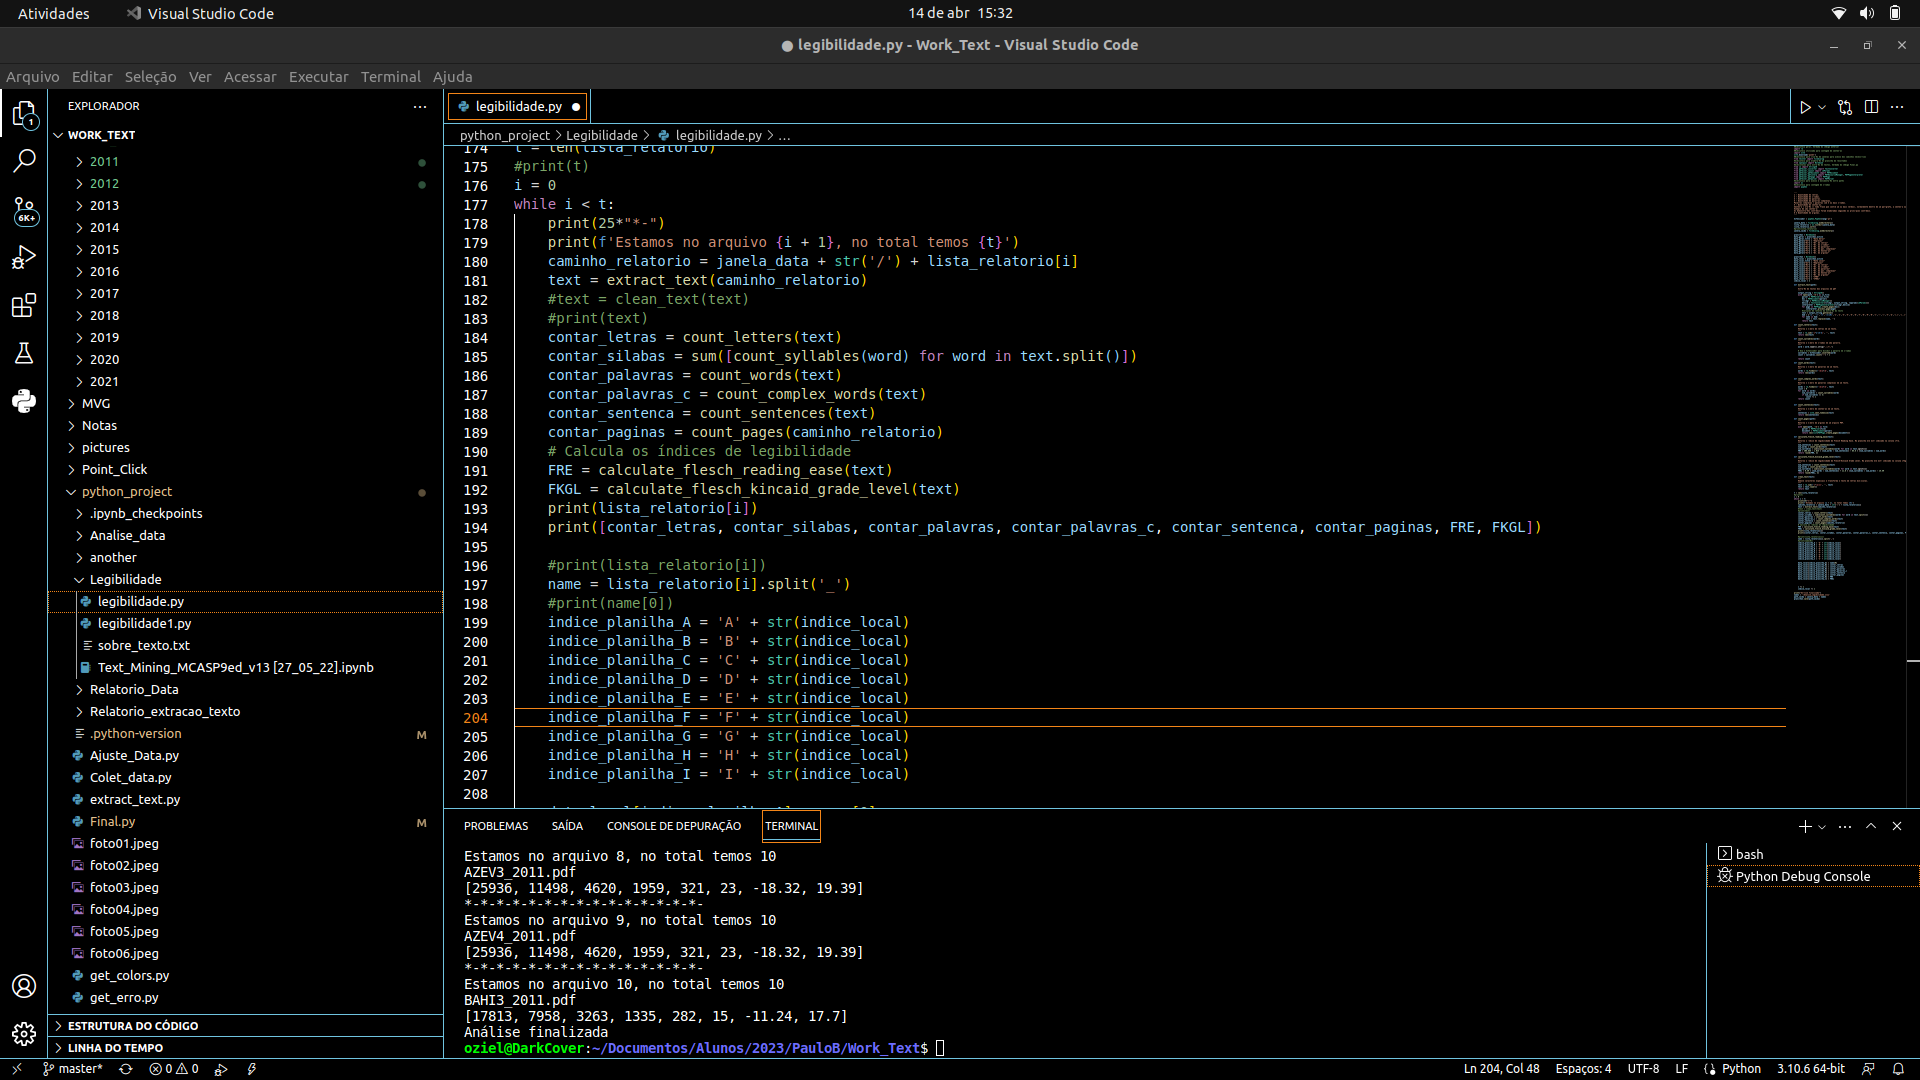 Atividades
Visual Studio Code
14 de abr 15:32
● legibilidade.py - Work_Text - Visual Studio Code
Arquivo Editar Seleção Ver Acessar Executar Terminal Ajuda
EXPLORADOR
1
6K+
WORK_TEXT
2011
2012
2013
2014
2015
2016
2017
2018
2019
2020
2021
MVG
Notas
pictures
Point_Click
python_project
.ipynb_checkpoints
Analise_data
another
Legibilidade
legibilidade.py
legibilidade1.py
sobre_texto.txt
Text_Mining_MCASP9ed_v13 [27_05_22].ipynb
Relatorio_Data
Relatorio_extracao_texto
.python-version M
Ajuste_Data.py
Colet_data.py
extract_text.py
Final.py M
foto01.jpeg
foto02.jpeg
foto03.jpeg
foto04.jpeg
foto05.jpeg
foto06.jpeg
get_colors.py
get_erro.py
ESTRUTURA DO CÓDIGO
LINHA DO TEMPO
legibilidade.py
python_project > Legibilidade > legibilidade.py > ...
174 t = len(lista_relatorio)
175 #print(t)
176 i = 0
177 while i < t:
178     print(25*"*-")
179     print(f'Estamos no arquivo {i + 1}, no total temos {t}')
180     caminho_relatorio = janela_data + str('/') + lista_relatorio[i]
181     text = extract_text(caminho_relatorio)
182     #text = clean_text(text)
183     #print(text)
184     contar_letras = count_letters(text)
185     contar_silabas = sum([count_syllables(word) for word in text.split()])
186     contar_palavras = count_words(text)
187     contar_palavras_c = count_complex_words(text)
188     contar_sentenca = count_sentences(text)
189     contar_paginas = count_pages(caminho_relatorio)
190     # Calcula os índices de legibilidade
191     FRE = calculate_flesch_reading_ease(text)
192     FKGL = calculate_flesch_kincaid_grade_level(text)
193     print(lista_relatorio[i])
194     print([contar_letras, contar_silabas, contar_palavras, contar_palavras_c, contar_sentenca, contar_paginas, FRE, FKGL])
195
196     #print(lista_relatorio[i])
197     name = lista_relatorio[i].split('_')
198     #print(name[0])
199     indice_planilha_A = 'A' + str(indice_local)
200     indice_planilha_B = 'B' + str(indice_local)
201     indice_planilha_C = 'C' + str(indice_local)
202     indice_planilha_D = 'D' + str(indice_local)
203     indice_planilha_E = 'E' + str(indice_local)
204     indice_planilha_F = 'F' + str(indice_local)
205     indice_planilha_G = 'G' + str(indice_local)
206     indice_planilha_H = 'H' + str(indice_local)
207     indice_planilha_I = 'I' + str(indice_local)
208
PROBLEMAS SAÍDA CONSOLE DE DEPURAÇÃO TERMINAL
Estamos no arquivo 8, no total temos 10
AZEV3_2011.pdf
[25936, 11498, 4620, 1959, 321, 23, -18.32, 19.39]
*-*-*-*-*-*-*-*-*-*-*-*-*-*-*-
Estamos no arquivo 9, no total temos 10
AZEV4_2011.pdf
[25936, 11498, 4620, 1959, 321, 23, -18.32, 19.39]
*-*-*-*-*-*-*-*-*-*-*-*-*-*-*-
Estamos no arquivo 10, no total temos 10
BAHI3_2011.pdf
[17813, 7958, 3263, 1335, 282, 15, -11.24, 17.7]
Análise finalizada
oziel@DarkCover:~/Documentos/Alunos/2023/PauloB/Work_Text$
bash
Python Debug Console
master* 0 0
Ln 204, Col 48 Espaços: 4 UTF-8 LF Python 3.10.6 64-bit